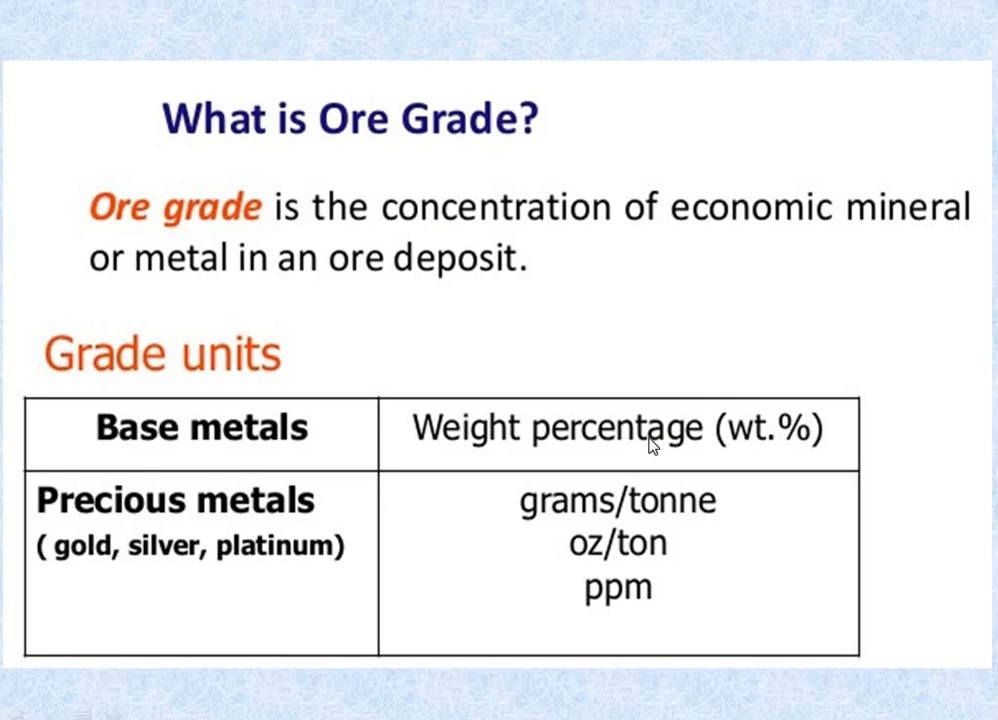 What is Ore Grade?
Ore grade is the concentration of economic mineral
or metal in an ore deposit.
Grade units
Base metals Weight percentage (wt.%)
Precious metals grams/tonne
( gold, silver, platinum) oz/ton
ppm